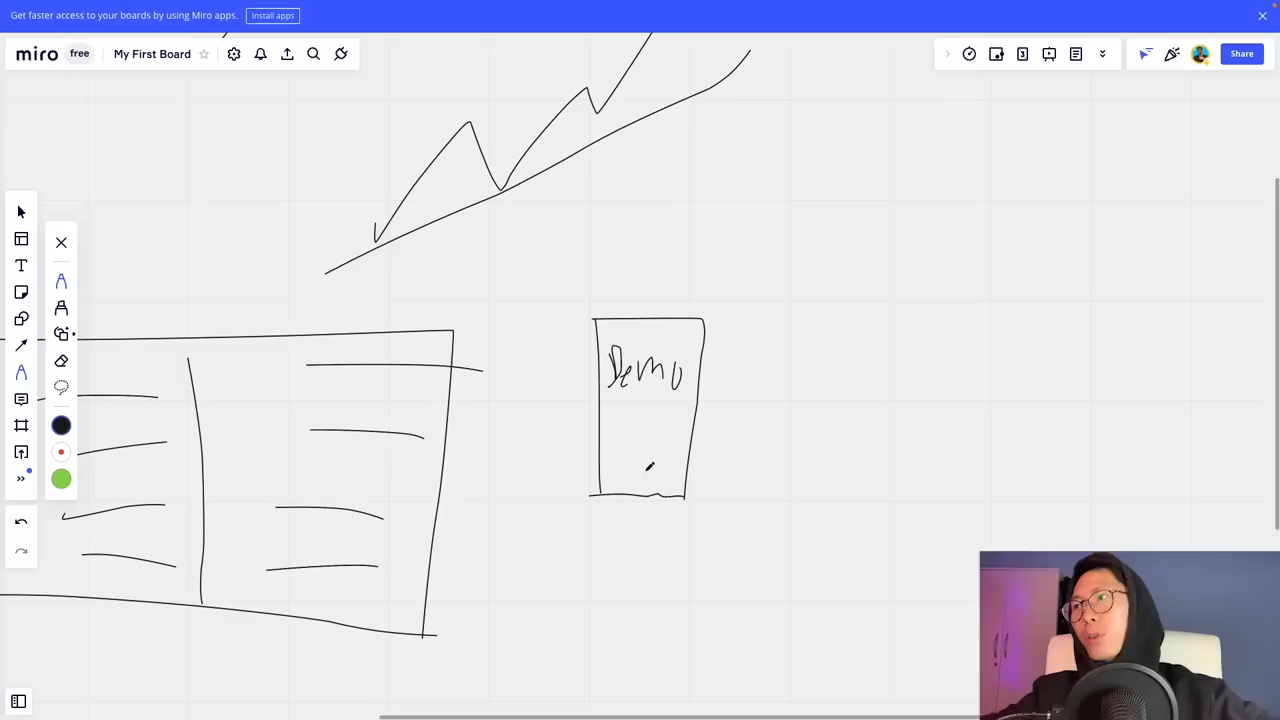 Get faster access to your boards by using Miro apps.
Install apps
miro
free
My First Board
3
Share
T
Demo